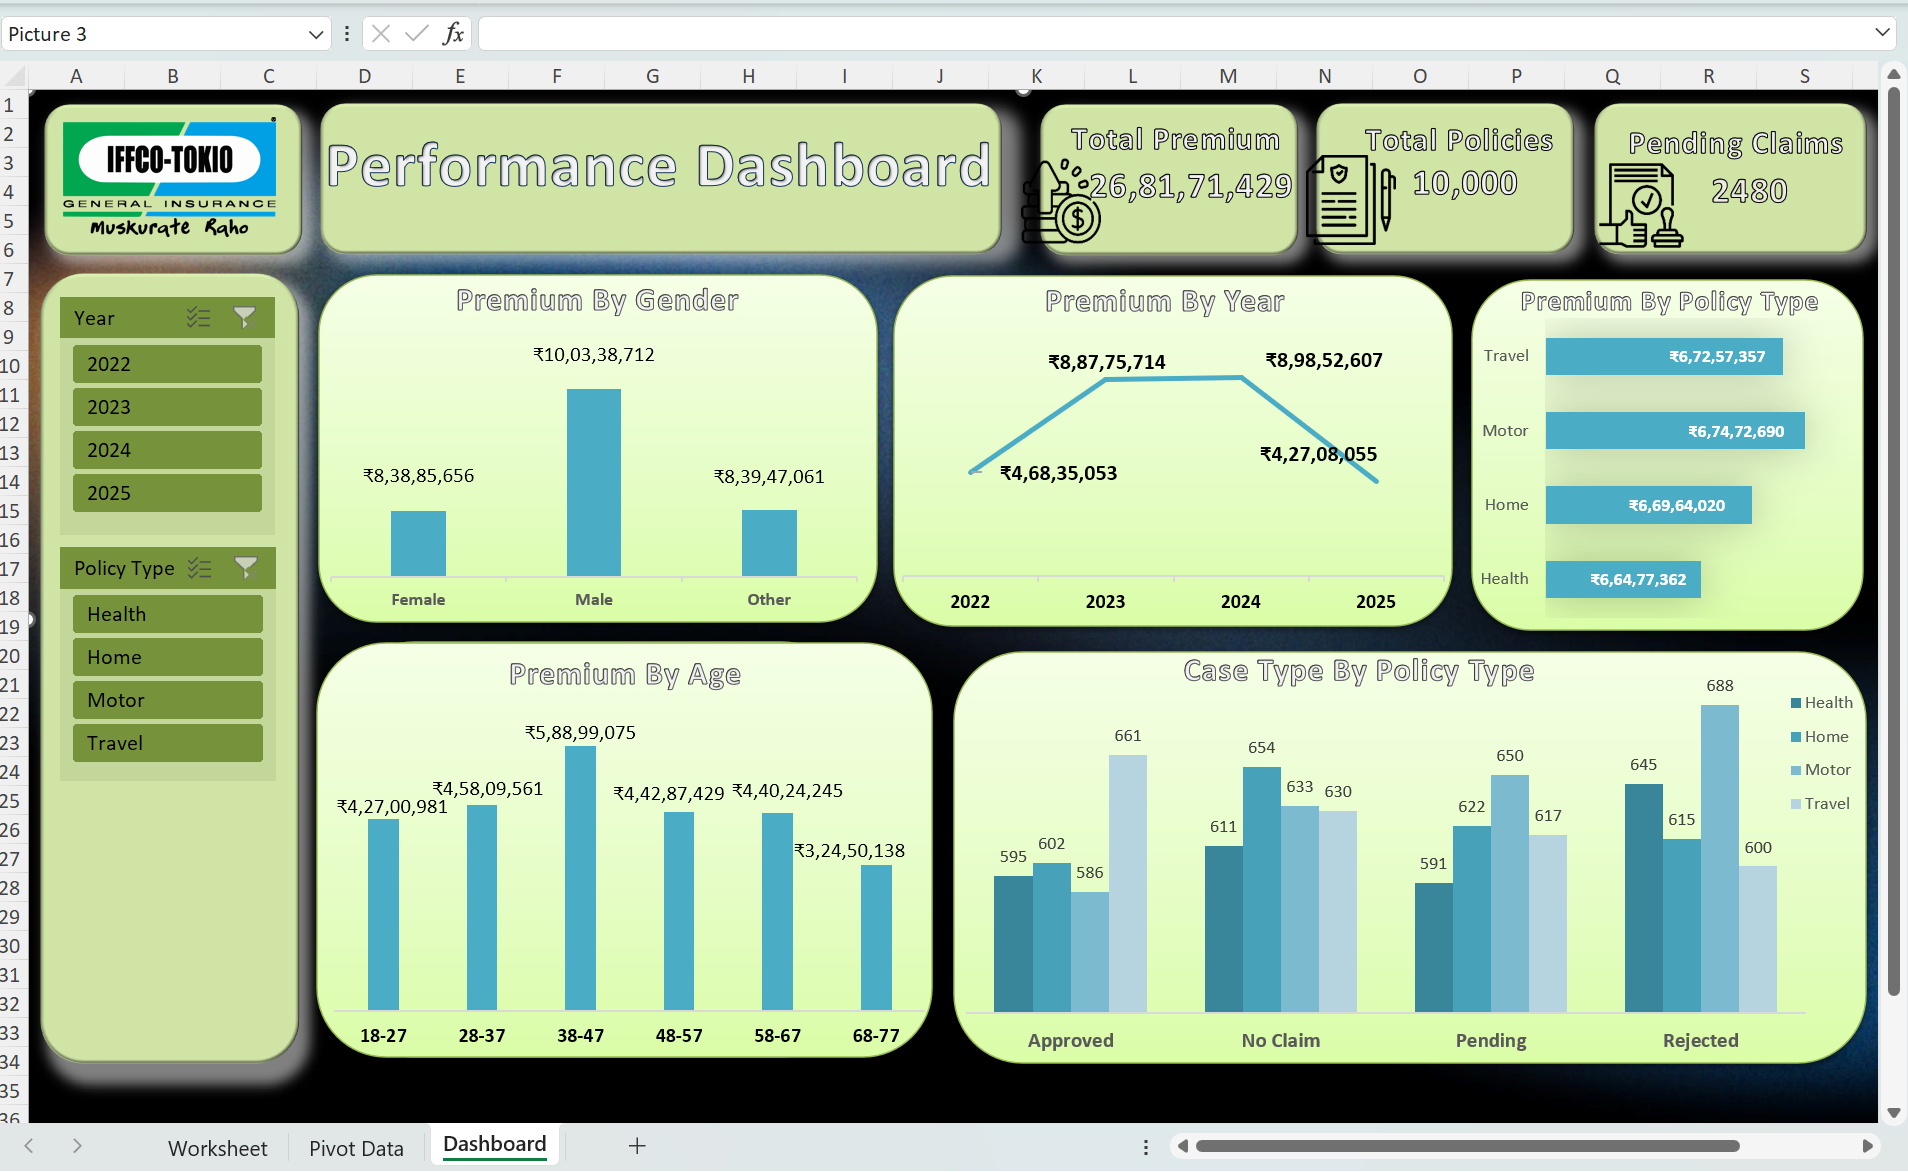 Picture 3
fx
A B C D E F G H I J K L M N O P Q R S
1
2
3
4
5
6
7
8
9
10
11
12
13
14
15
16
17
18
19
20
21
22
23
24
25
26
27
28
29
30
31
32
33
34
35
36
IFFCO-TOKIO
GENERAL INSURANCE
Muskurate Raho
Performance Dashboard
Total Premium
26,81,71,429
Total Policies
10,000
Pending Claims
2480
Year
2022
2023
2024
2025
Policy Type
Health
Home
Motor
Travel
Premium By Gender
₹10,03,38,712
₹8,38,85,656
₹8,39,47,061
Female Male Other
Premium By Year
₹8,87,75,714
₹8,98,52,607
₹4,27,08,055
₹4,68,35,053
2022 2023 2024 2025
Premium By Policy Type
Travel ₹6,72,57,357
Motor ₹6,74,72,690
Home ₹6,69,64,020
Health ₹6,64,77,362
Premium By Age
₹5,88,99,075
₹4,58,09,561
₹4,42,87,429
₹4,40,24,245
₹4,27,00,981
₹3,24,50,138
18-27 28-37 38-47 48-57 58-67 68-77
Case Type By Policy Type
595 602 586 661
611 654 633 630
591 622 650 617
645 615 688 600
Approved No Claim Pending Rejected
Health
Home
Motor
Travel
Worksheet Pivot Data Dashboard